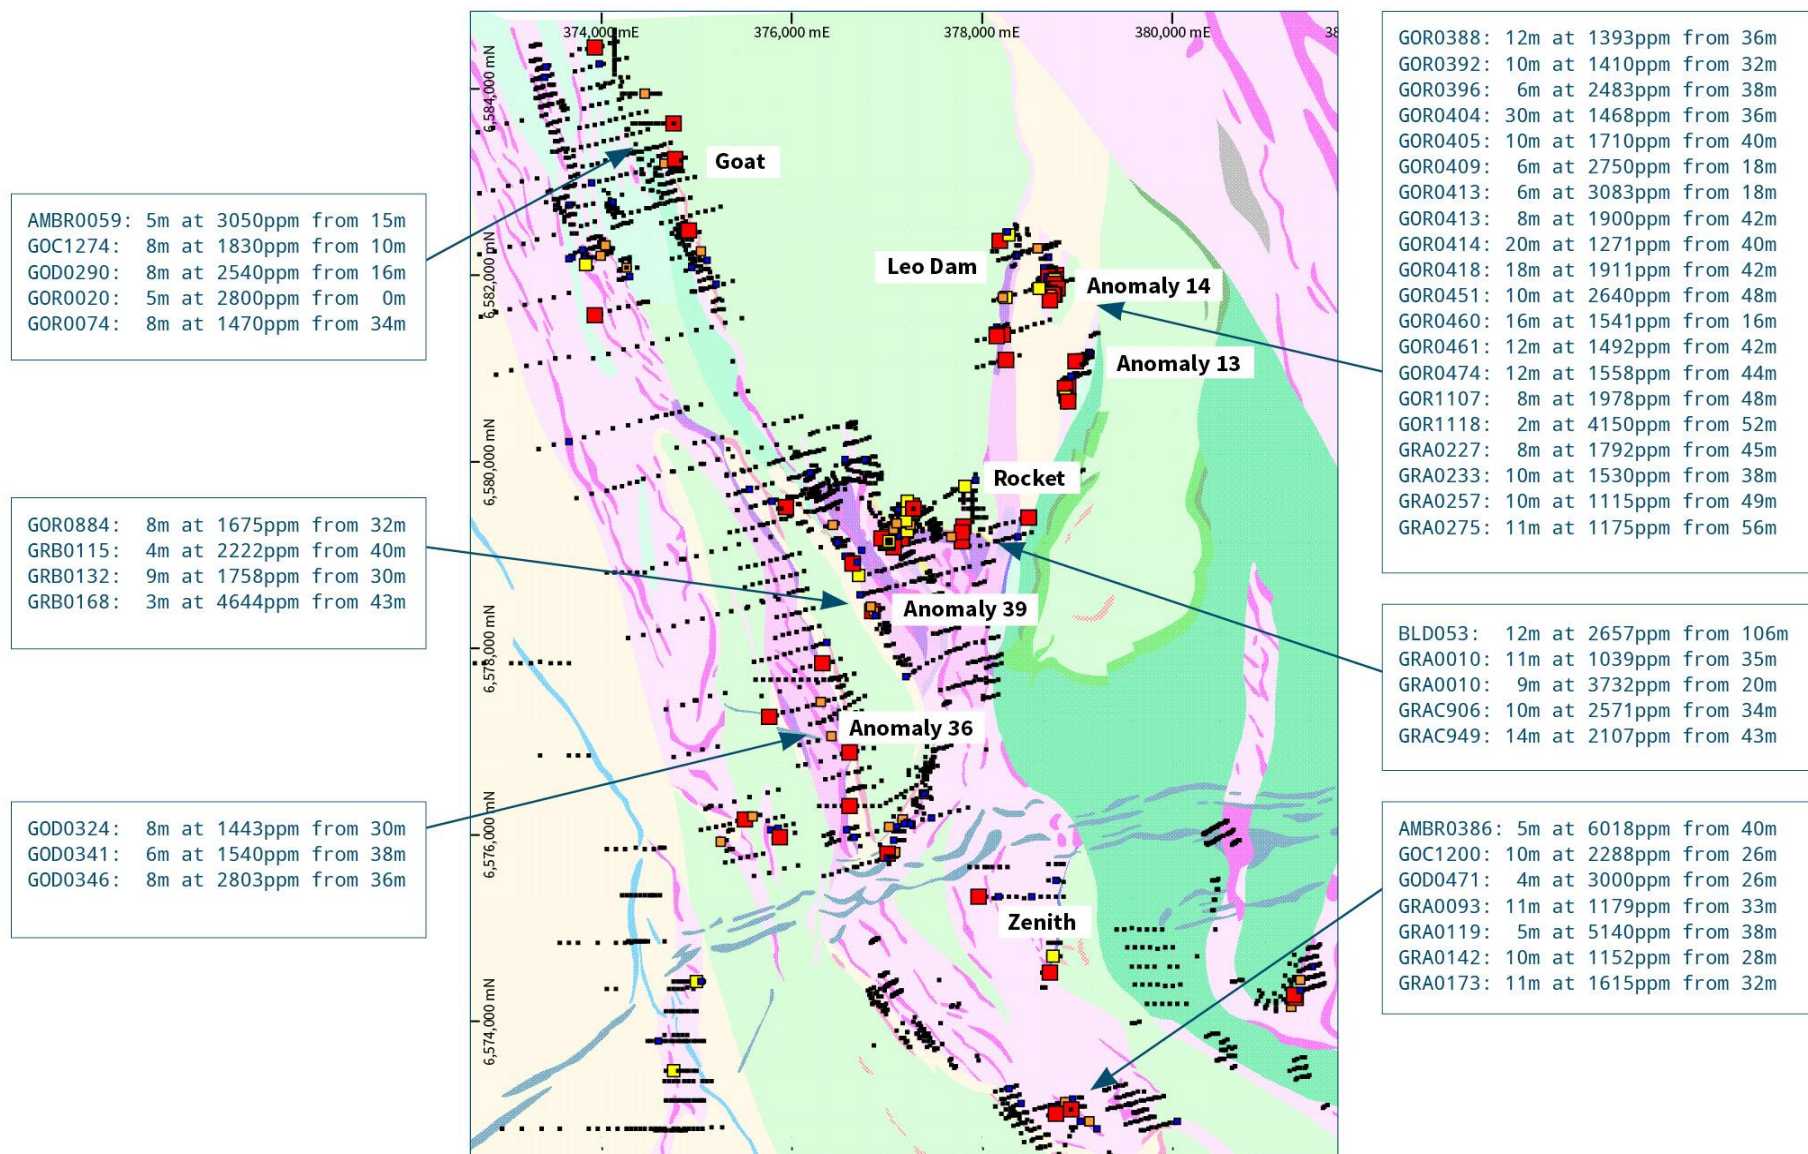 374,000 mE
376,000 mE
378,000 mE
380,000 mE
38
6,584,000 mN
6,582,000 mN
6,580,000 mN
6,578,000 mN
6,576,000 mN
6,574,000 mN
AMBR0059: 5m at 3050ppm from 15m
GOC1274: 8m at 1830ppm from 10m
GOD0290: 8m at 2540ppm from 16m
GOR0020: 5m at 2800ppm from 0m
GOR0074: 8m at 1470ppm from 34m
GOR0884: 8m at 1675ppm from 32m
GRB0115: 4m at 2222ppm from 40m
GRB0132: 9m at 1758ppm from 30m
GRB0168: 3m at 4644ppm from 43m
GOD0324: 8m at 1443ppm from 30m
GOD0341: 6m at 1540ppm from 38m
GOD0346: 8m at 2803ppm from 36m
Goat
Leo Dam
Anomaly 14
Anomaly 13
Rocket
Anomaly 39
Anomaly 36
Zenith
GOR0388: 12m at 1393ppm from 36m
GOR0392: 10m at 1410ppm from 32m
GOR0396: 6m at 2483ppm from 38m
GOR0404: 30m at 1468ppm from 36m
GOR0405: 10m at 1710ppm from 40m
GOR0409: 6m at 2750ppm from 18m
GOR0413: 6m at 3083ppm from 18m
GOR0413: 8m at 1900ppm from 42m
GOR0414: 20m at 1271ppm from 40m
GOR0418: 18m at 1911ppm from 42m
GOR0451: 10m at 2640ppm from 48m
GOR0460: 16m at 1541ppm from 16m
GOR0461: 12m at 1492ppm from 42m
GOR0474: 12m at 1558ppm from 44m
GOR1107: 8m at 1978ppm from 48m
GOR1118: 2m at 4150ppm from 52m
GRA0227: 8m at 1792ppm from 45m
GRA0233: 10m at 1530ppm from 38m
GRA0257: 10m at 1115ppm from 49m
GRA0275: 11m at 1175ppm from 56m
BLD053: 12m at 2657ppm from 106m
GRA0010: 11m at 1039ppm from 35m
GRA0010: 9m at 3732ppm from 20m
GRAC906: 10m at 2571ppm from 34m
GRAC949: 14m at 2107ppm from 43m
AMBR0386: 5m at 6018ppm from 40m
GOC1200: 10m at 2288ppm from 26m
GOD0471: 4m at 3000ppm from 26m
GRA0093: 11m at 1179ppm from 33m
GRA0119: 5m at 5140ppm from 38m
GRA0142: 10m at 1152ppm from 28m
GRA0173: 11m at 1615ppm from 32m